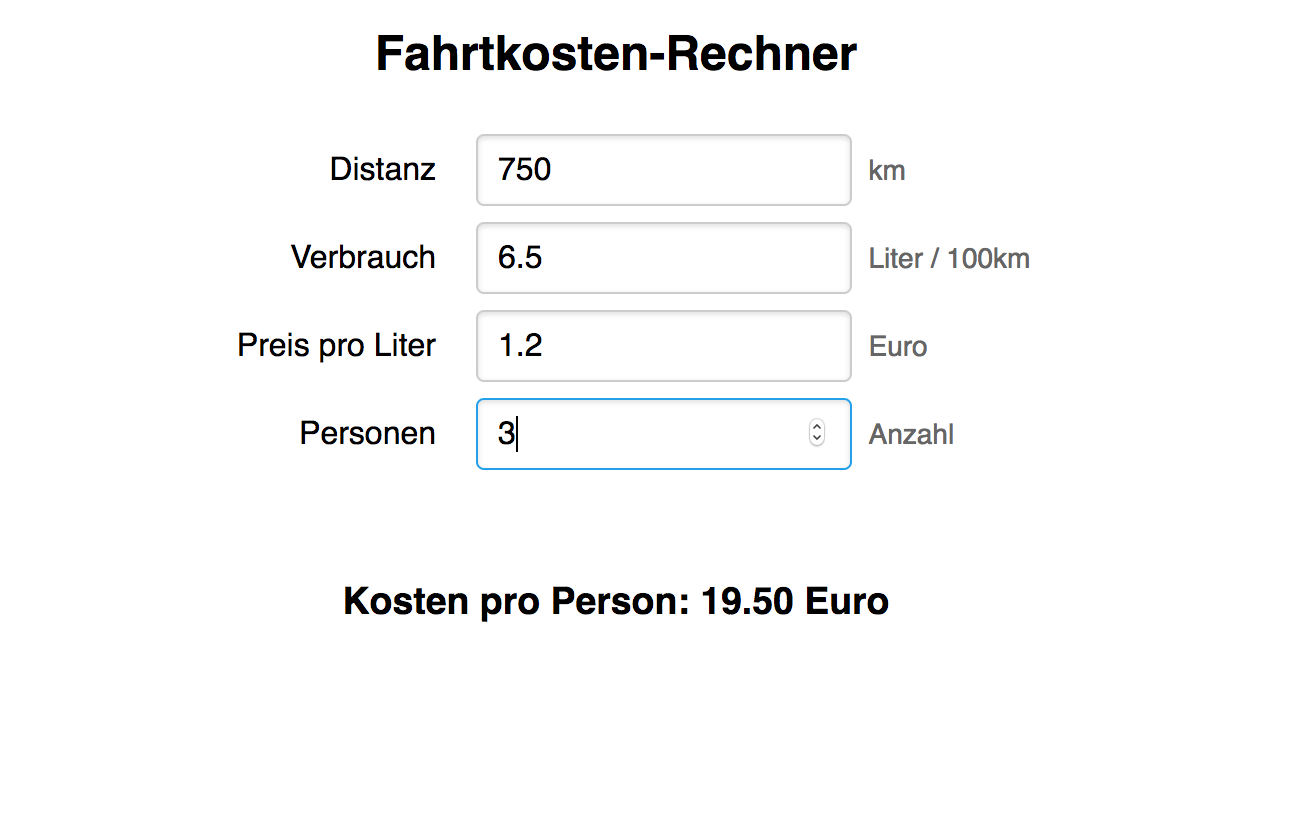 Fahrtkosten-Rechner
Distanz 750 km
Verbrauch 6.5 Liter / 100km
Preis pro Liter 1.2 Euro
Personen 3 Anzahl
Kosten pro Person: 19.50 Euro